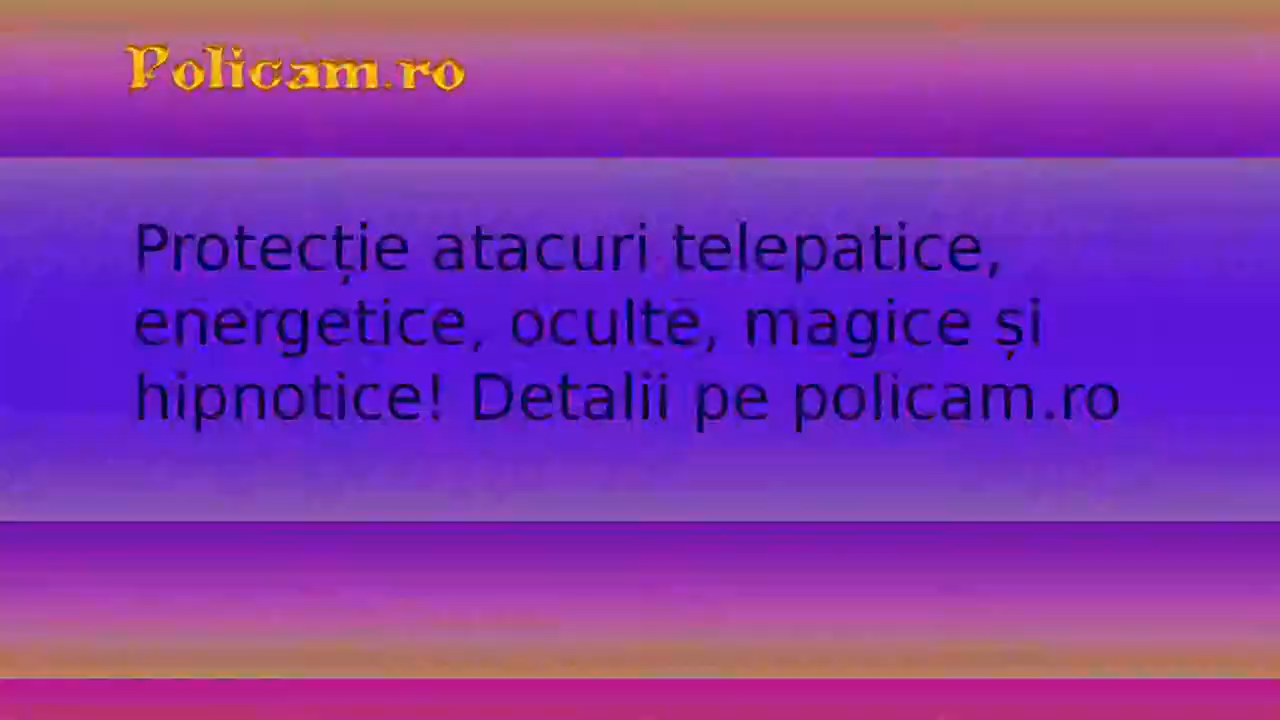 Policam.ro
Protecție atacuri telepatice,
energetice, oculte, magice și
hipnotice! Detalii pe policam.ro